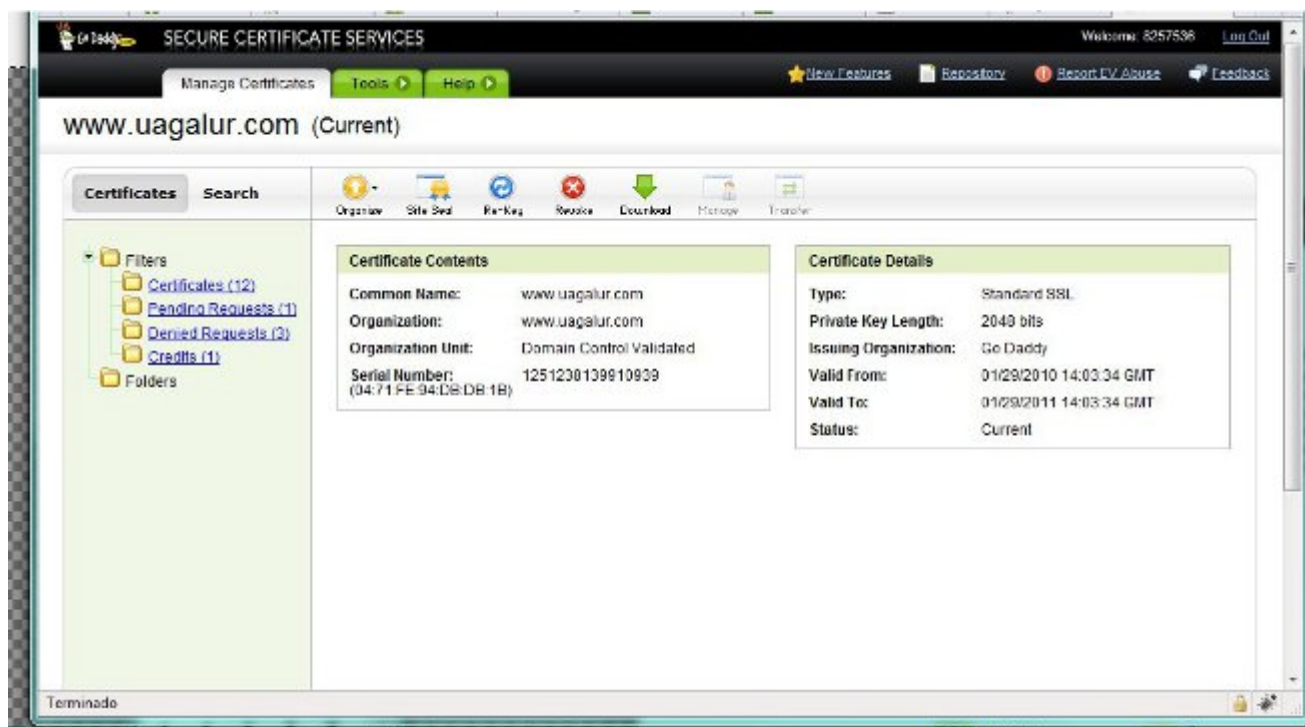 Go Daddy SECURE CERTIFICATE SERVICES Welcome: 8257536 Log Out
Manage Certificates Tools Help New Features Repository Report EV Abuse Feedback
www.uagalur.com (Current)
Certificates Search
Organize Site Seal Re-Key Revoke Download Manage Transfer
Filters
Certificates (12)
Pending Requests (1)
Denied Requests (3)
Credits (1)
Folders
Certificate Contents
Common Name: www.uagalur.com
Organization: www.uagalur.com
Organization Unit: Domain Control Validated
Serial Number: 1251238139910939
(04:71:FE:94:DB:DB:1B)
Certificate Details
Type: Standard SSL
Private Key Length: 2048 bits
Issuing Organization: Go Daddy
Valid From: 01/29/2010 14:03:34 GMT
Valid To: 01/29/2011 14:03:34 GMT
Status: Current
Terminado